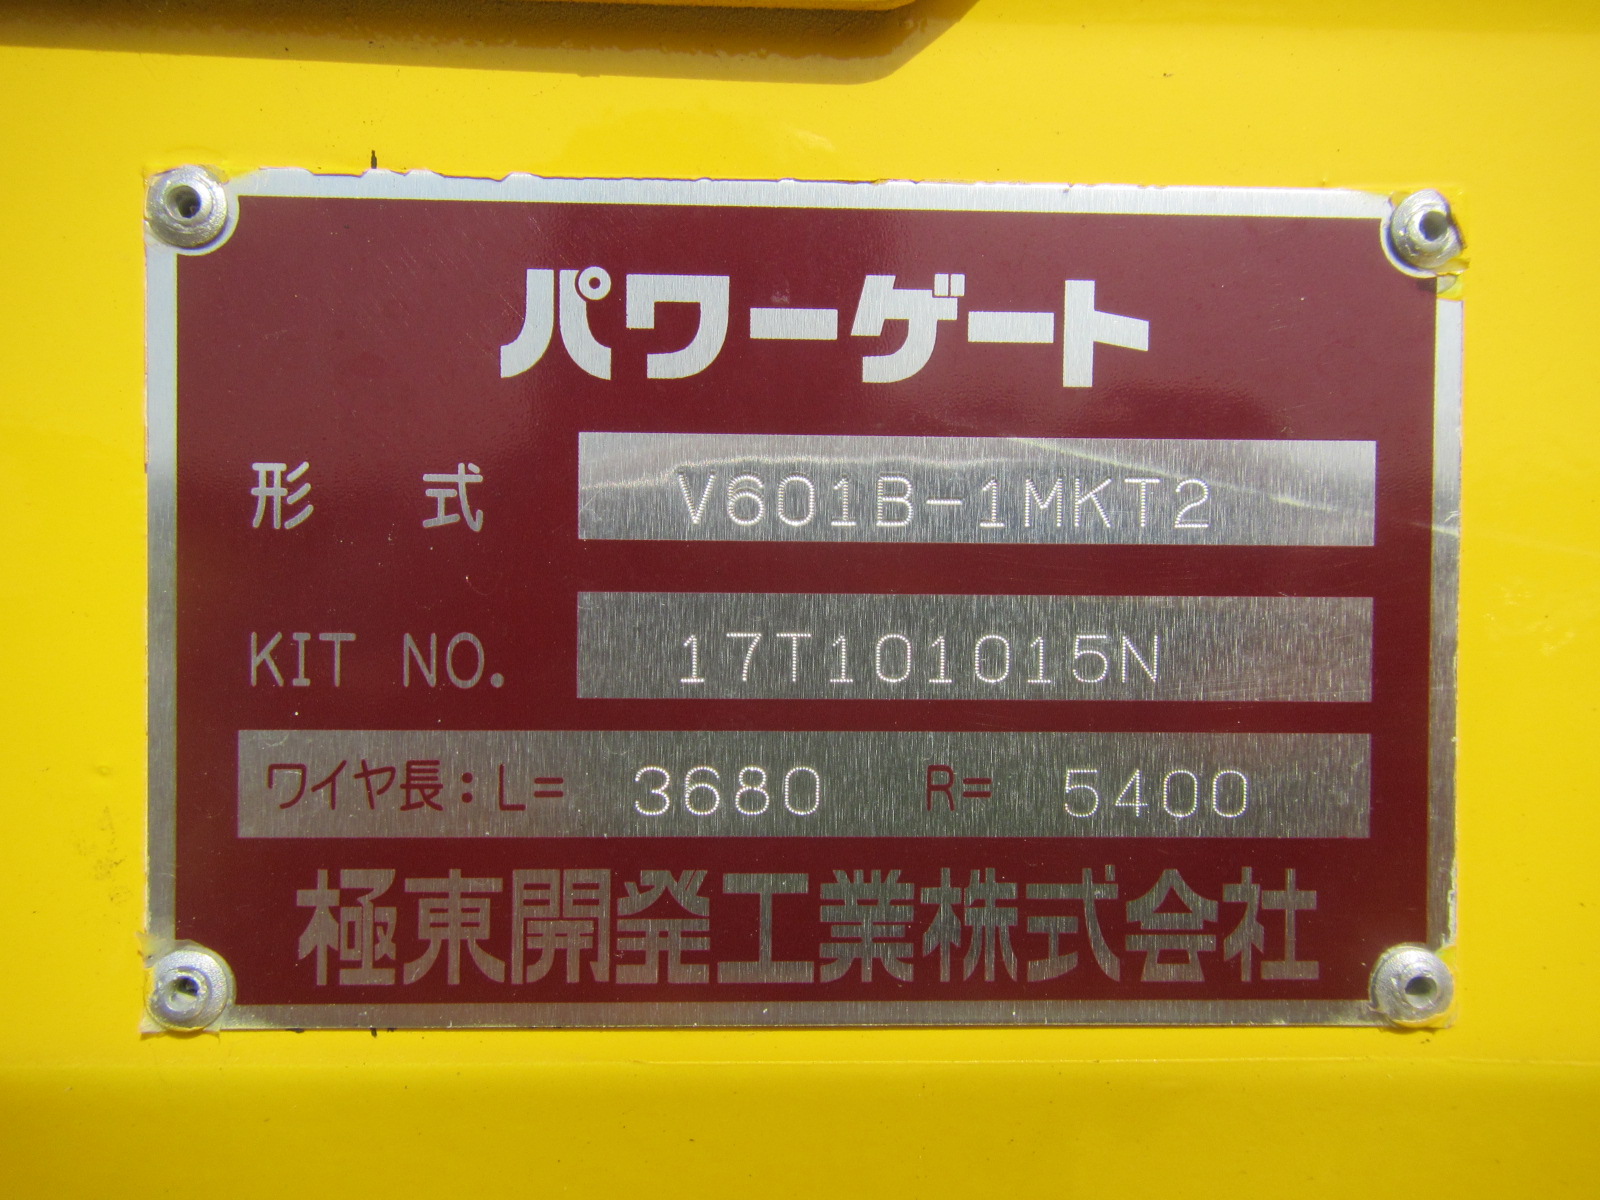 パワーゲート
形式 V601B-1MKT2
KIT NO. 17T101015N
ワイヤ長:L= 3680 R= 5400
極東開発工業株式会社